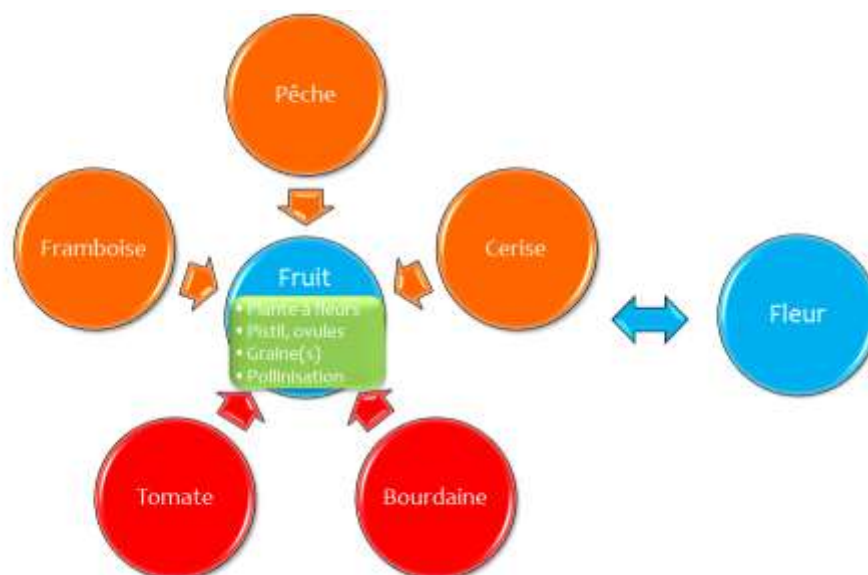 Pêche
Framboise
Cerise
Fruit
• Plante à fleurs
• Pistil, ovules
• Graine(s)
• Pollinisation
Fleur
Tomate
Bourdaine